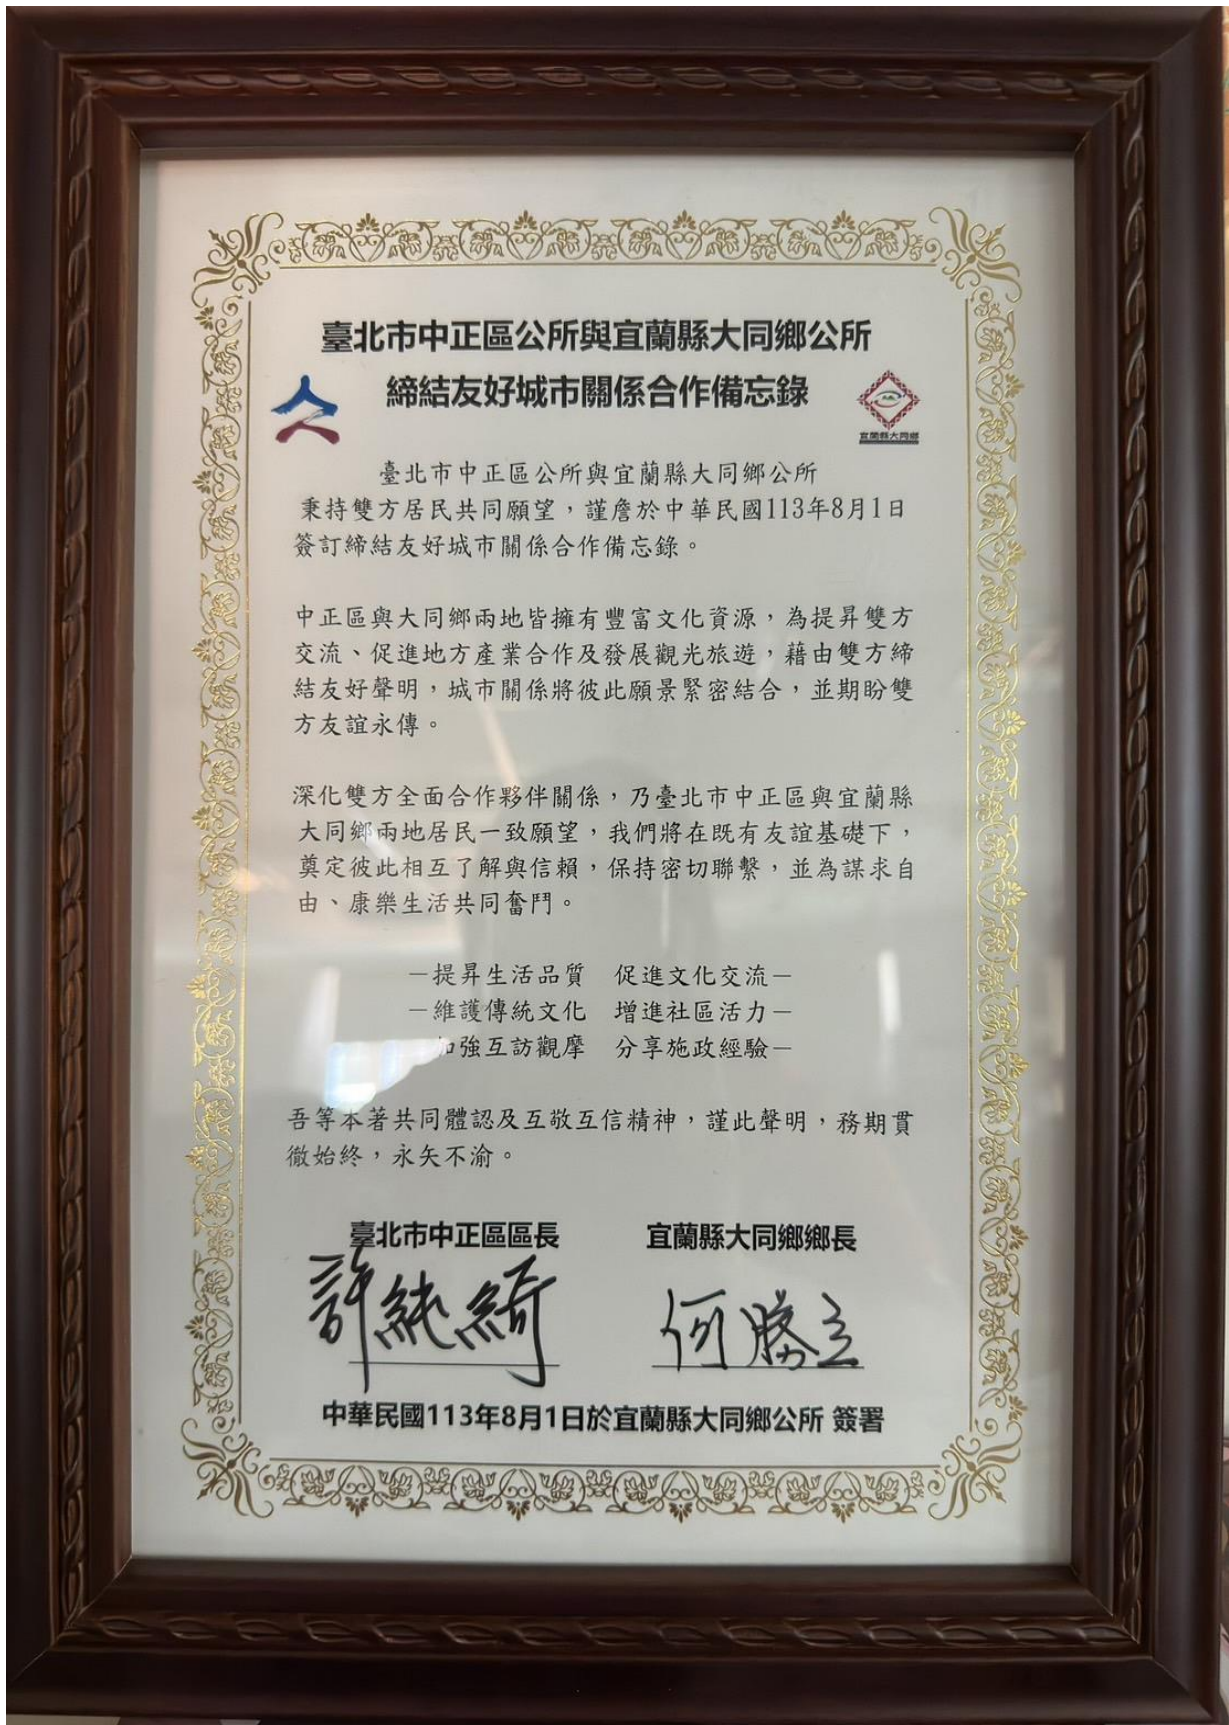 臺北市中正區公所與宜蘭縣大同鄉公所
締結友好城市關係合作備忘錄
宜蘭縣大同鄉
臺北市中正區公所與宜蘭縣大同鄉公所
秉持雙方居民共同願望，謹詹於中華民國113年8月1日
簽訂締結友好城市關係合作備忘錄。
中正區與大同鄉兩地皆擁有豐富文化資源，為提昇雙方
交流、促進地方產業合作及發展觀光旅遊，藉由雙方締
結友好聲明，城市關係將彼此願景緊密結合，並期盼雙
方友誼永傳。
深化雙方全面合作夥伴關係，乃臺北市中正區與宜蘭縣
大同鄉兩地居民一致願望，我們將在既有友誼基礎下，
奠定彼此相互了解與信賴，保持密切聯繫，並為謀求自
由、康樂生活共同奮鬥。
－提昇生活品質　促進文化交流－
－維護傳統文化　增進社區活力－
加強互訪觀摩　分享施政經驗－
吾等本著共同體認及互敬互信精神，謹此聲明，務期貫
徹始終，永矢不渝。
臺北市中正區區長　宜蘭縣大同鄉鄉長
許純綺　何勝立
中華民國113年8月1日於宜蘭縣大同鄉公所 簽署